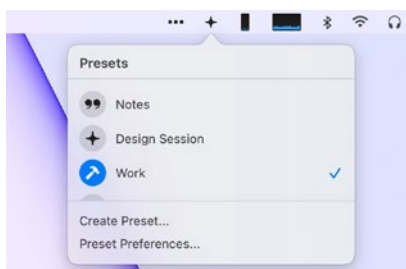 Presets
Notes
Design Session
Work
Create Preset...
Preset Preferences...